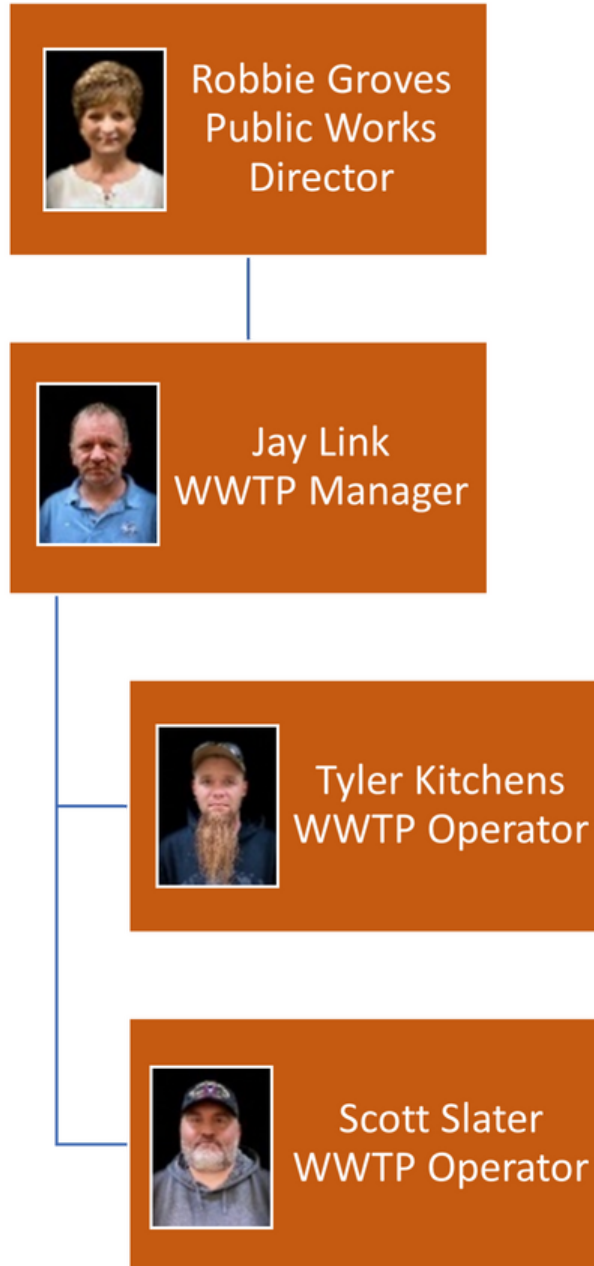 Robbie Groves
Public Works
Director
Jay Link
WWTP Manager
Tyler Kitchens
WWTP Operator
Scott Slater
WWTP Operator